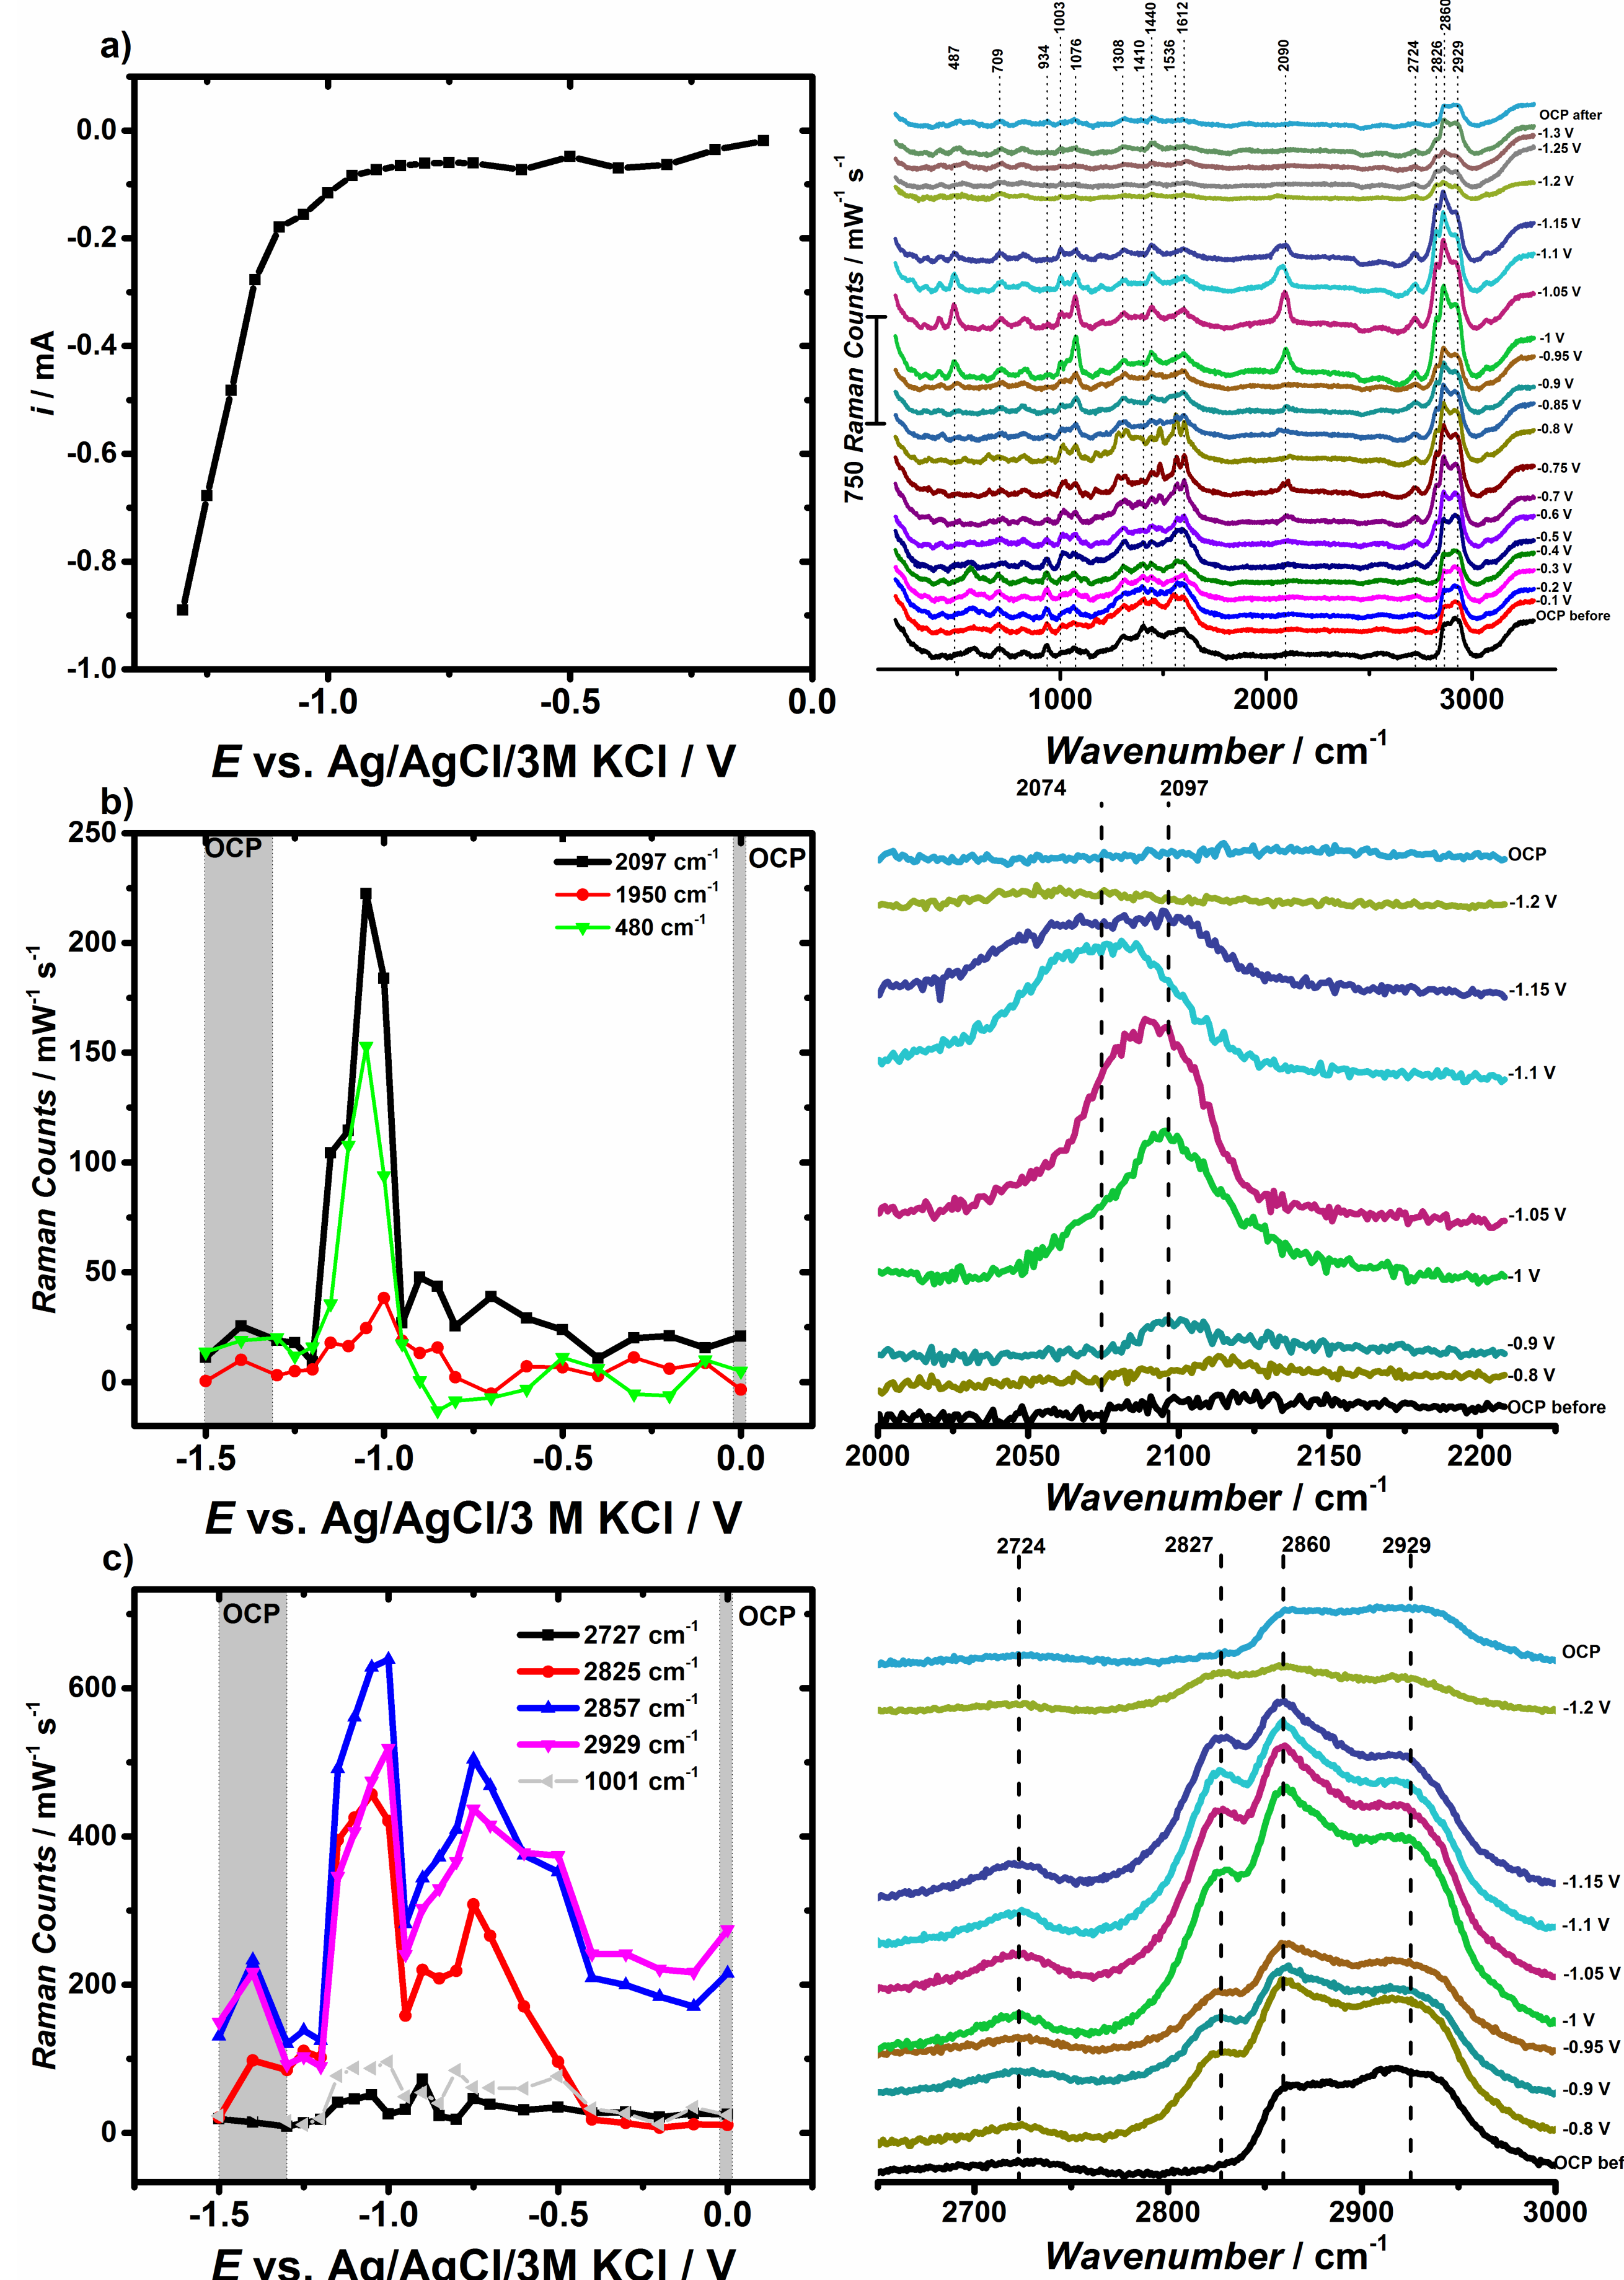 a)
0.0
-0.2
-0.4
-0.6
-0.8
-1.0
i / mA
-1.0
-0.5
0.0
E vs. Ag/AgCl/3M KCl / V
487
709
934
1003
1076
1308
1410
1440
1536
1612
2090
2724
2826
2860
2929
750 Raman Counts / mW-1 s-1
OCP after
-1.3 V
-1.25 V
-1.2 V
-1.15 V
-1.1 V
-1.05 V
-1 V
-0.95 V
-0.9 V
-0.85 V
-0.8 V
-0.75 V
-0.7 V
-0.6 V
-0.5 V
-0.4 V
-0.3 V
-0.2 V
-0.1 V
OCP before
1000
2000
3000
Wavenumber / cm-1
b)
250
200
150
100
50
0
Raman Counts / mW-1 s-1
OCP
OCP
2097 cm-1
1950 cm-1
480 cm-1
-1.5
-1.0
-0.5
0.0
E vs. Ag/AgCl/3 M KCl / V
2074
2097
OCP
-1.2 V
-1.15 V
-1.1 V
-1.05 V
-1 V
-0.9 V
-0.8 V
OCP before
2000
2050
2100
2150
2200
Wavenumber / cm-1
c)
600
400
200
0
Raman Counts / mW-1 s-1
OCP
OCP
2727 cm-1
2825 cm-1
2857 cm-1
2929 cm-1
1001 cm-1
-1.5
-1.0
-0.5
0.0
E vs. Ag/AgCl/3M KCl / V
2724
2827
2860
2929
OCP
-1.2 V
-1.15 V
-1.1 V
-1.05 V
-1 V
-0.95 V
-0.9 V
-0.8 V
OCP bef
2700
2800
2900
3000
Wavenumber / cm-1